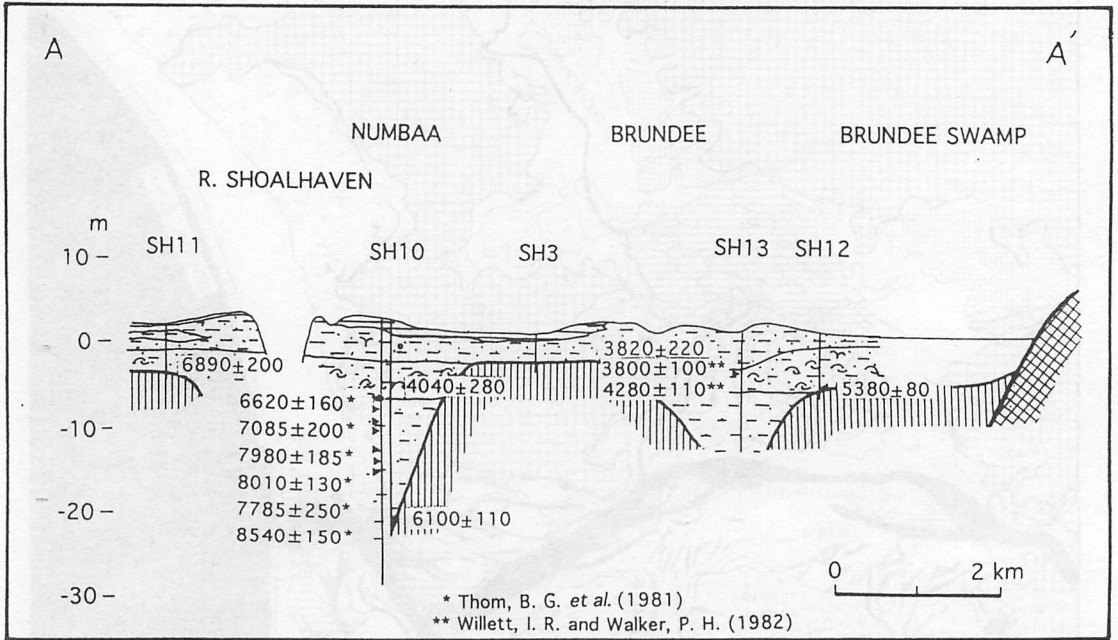 A
A′
NUMBAA
BRUNDEE
BRUNDEE SWAMP
R. SHOALHAVEN
m
SH11
SH10
SH3
SH13
SH12
10 –
0 –
-10 –
-20 –
-30 –
6890±200
4040±280
3820±220
3800±100**
4280±110**
5380±80
6620±160*
7085±200*
7980±185*
8010±130*
7785±250*
8540±150*
6100±110
0 2 km
* Thom, B. G. et al. (1981)
** Willett, I. R. and Walker, P. H. (1982)